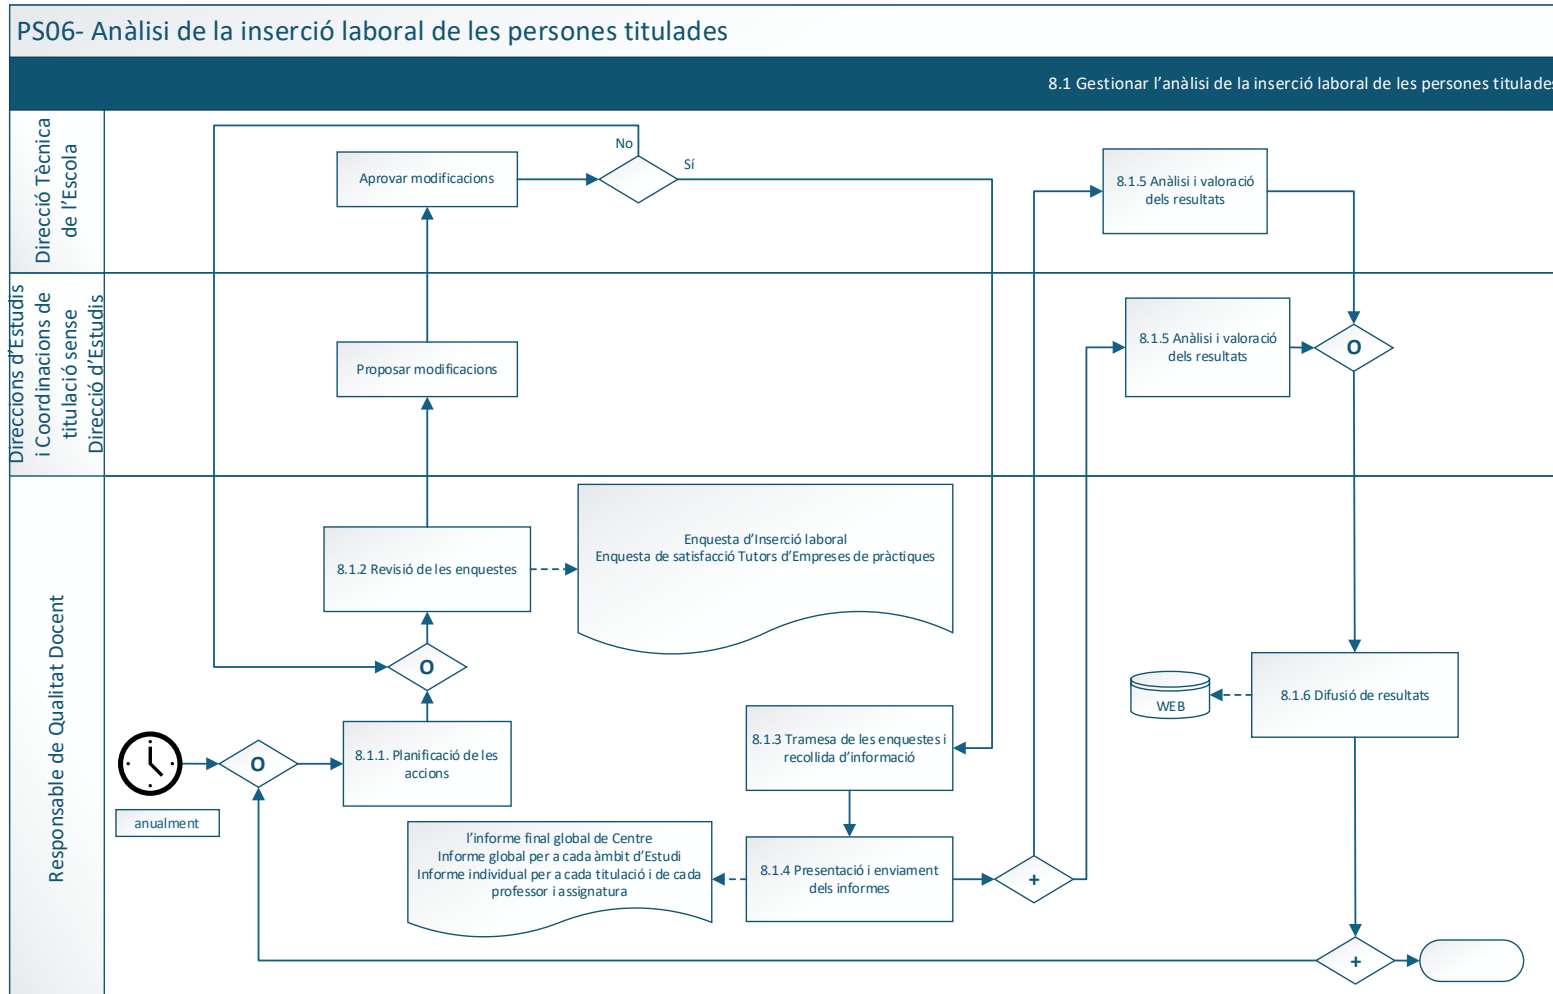 PS06- Anàlisi de la inserció laboral de les persones titulades
8.1 Gestionar l’anàlisi de la inserció laboral de les persones titulades
Direcció Tècnica
de l’Escola
No
Sí
Aprovar modificacions
8.1.5 Anàlisi i valoració
dels resultats
Direccions d’Estudis
i Coordinacions de
titulació sense
Direcció d’Estudis
Proposar modificacions
8.1.5 Anàlisi i valoració
dels resultats
O
Responsable de Qualitat Docent
8.1.2 Revisió de les enquestes
Enquesta d’Inserció laboral
Enquesta de satisfacció Tutors d’Empreses de pràctiques
O
8.1.1. Planificació de les
accions
O
anualment
8.1.3 Tramesa de les enquestes i
recollida d’informació
WEB
8.1.6 Difusió de resultats
l’informe final global de Centre
Informe global per a cada àmbit d’Estudi
Informe individual per a cada titulació i de cada
professor i assignatura
8.1.4 Presentació i enviament
dels informes
+
+